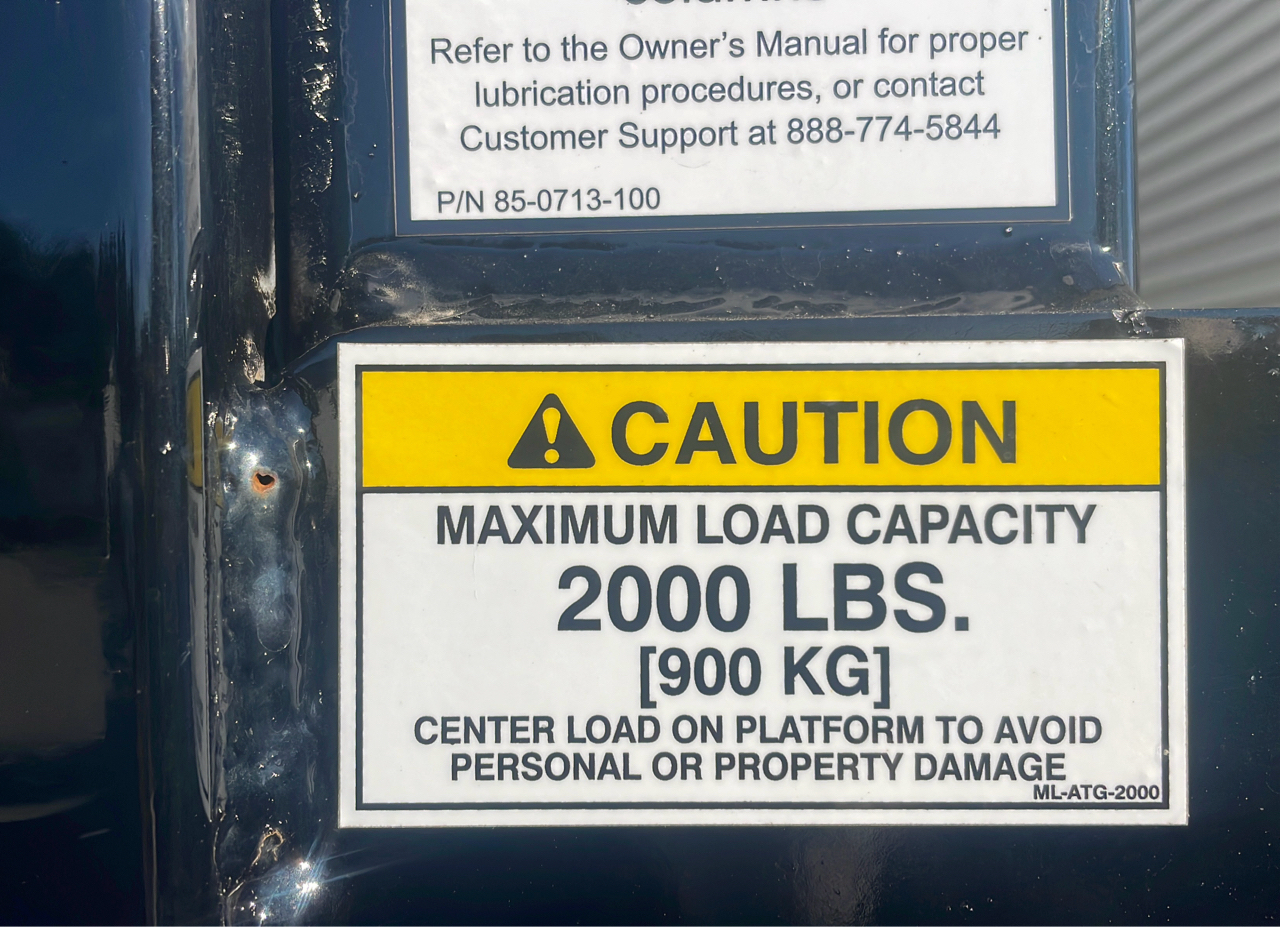 Refer to the Owner's Manual for proper
lubrication procedures, or contact
Customer Support at 888-774-5844
P/N 85-0713-100
CAUTION
MAXIMUM LOAD CAPACITY
2000 LBS.
[900 KG]
CENTER LOAD ON PLATFORM TO AVOID
PERSONAL OR PROPERTY DAMAGE
ML-ATG-2000